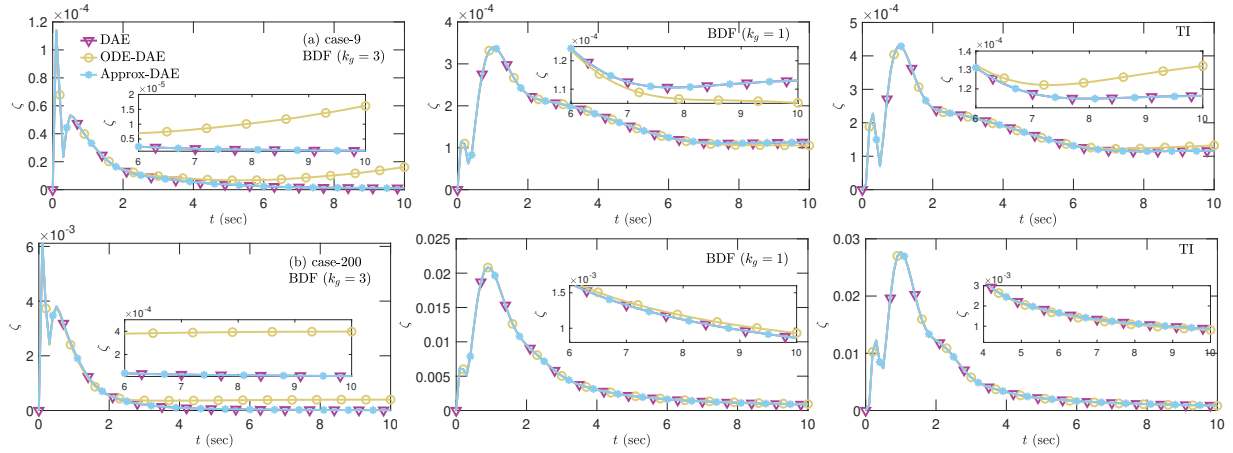 ×10⁻⁴
1.2
1
0.8
0.6
0.4
0.2
0
ζ
DAE
ODE-DAE
Approx-DAE
(a) case-9
BDF (k_g = 3)
×10⁻⁵
2
1.5
1
0.5
ζ
6 7 8 9 10
0 2 4 6 8 10
t (sec)
×10⁻⁴
4
3
2
1
0
ζ
BDF (k_g = 1)
×10⁻⁴
1.2
1.1
ζ
6 7 8 9 10
0 2 4 6 8 10
t (sec)
×10⁻⁴
5
4
3
2
1
0
ζ
TI
×10⁻⁴
1.4
1.2
ζ
6 7 8 9 10
0 2 4 6 8 10
t (sec)
×10⁻³
6
4
2
0
ζ
(b) case-200
BDF (k_g = 3)
×10⁻⁴
4
2
ζ
6 7 8 9 10
0 2 4 6 8 10
t (sec)
0.025
0.02
0.015
0.01
0.005
0
ζ
BDF (k_g = 1)
×10⁻³
1
ζ
6 7 8 9 10
0 2 4 6 8 10
t (sec)
0.03
0.02
0.01
0
ζ
TI
×10⁻³
3
2
1
ζ
4 5 6 7 8 9 10
0 2 4 6 8 10
t (sec)